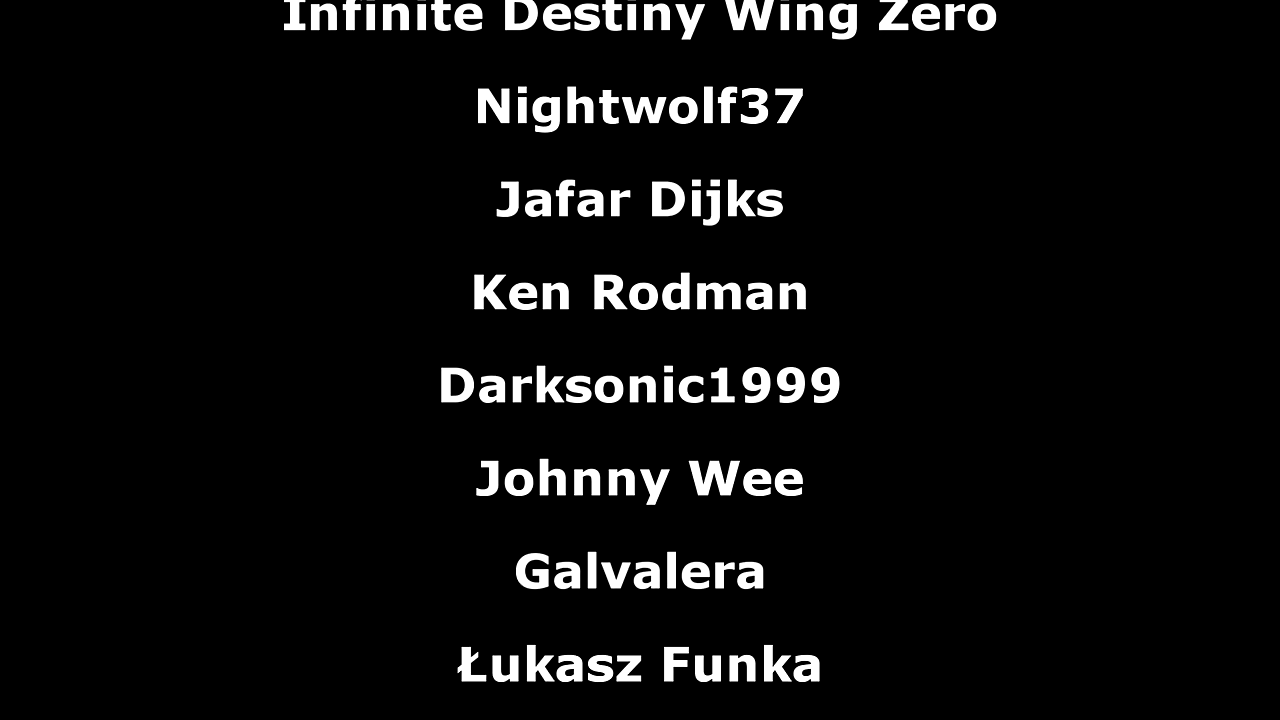 Infinite Destiny Wing Zero
Nightwolf37
Jafar Dijks
Ken Rodman
Darksonic1999
Johnny Wee
Galvalera
Łukasz Funka